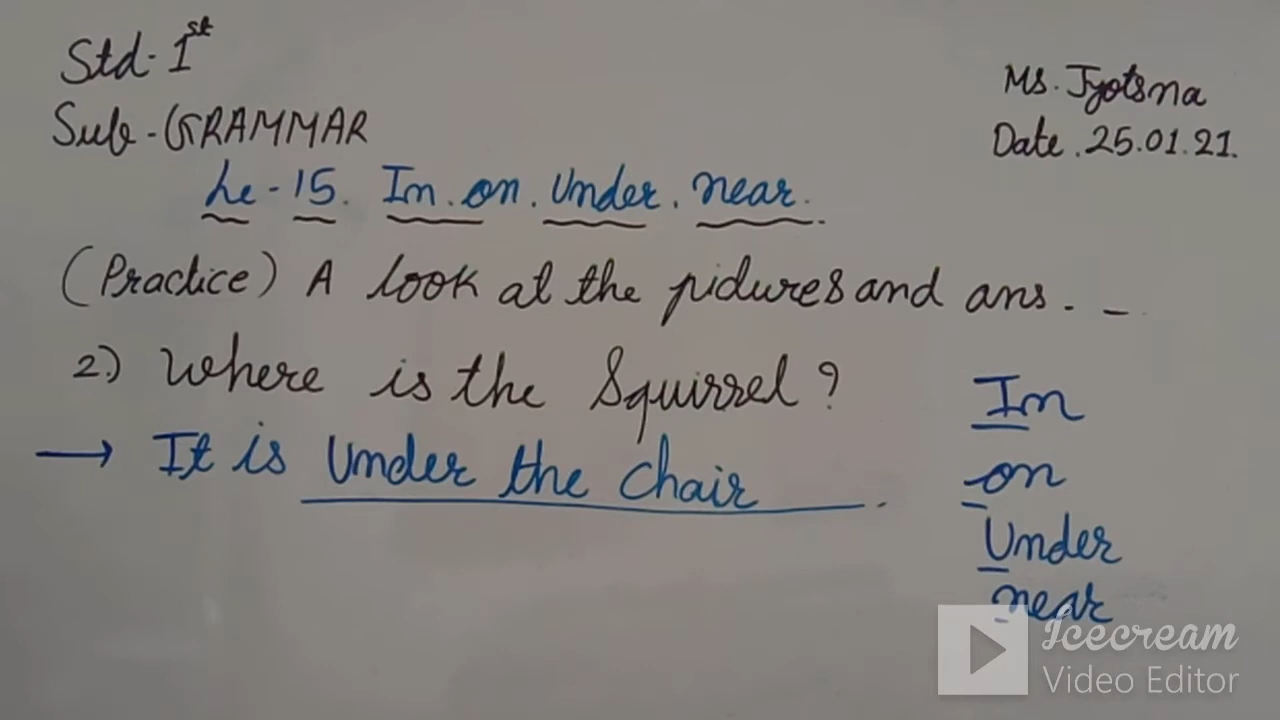 Std- 1st
Sub-GRAMMAR
Ms. Jyotsna
Date.25.01.21.
Le-15. In.on.Under.near.
(Practice) A look at the pictures and ans. -
2.) Where is the Squirrel?
→ It is Under the chair.
In
on
Under
near
Icecream
Video Editor